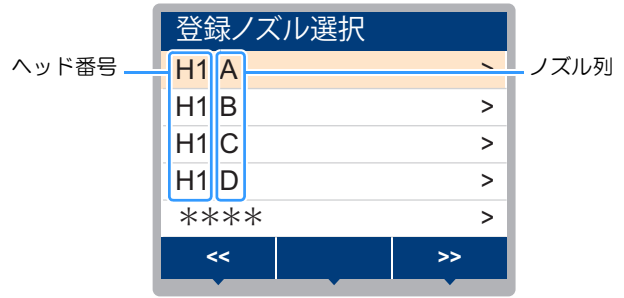 登録ノズル選択
ヘッド番号
H1 A >
ノズル列
H1 B >
H1 C >
H1 D >
**** >
<< >>